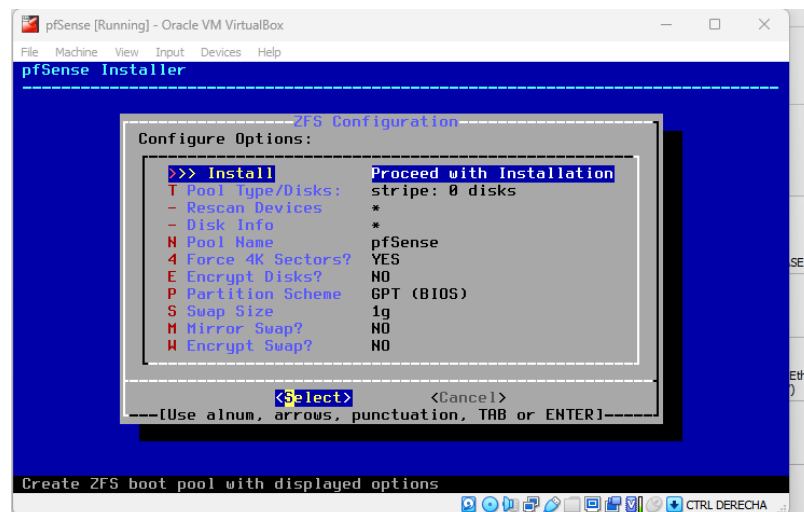 pfSense [Running] - Oracle VM VirtualBox
File Machine View Input Devices Help
pfSense Installer
ZFS Configuration
Configure Options:
>>> Install Proceed with Installation
T Pool Type/Disks: stripe: 0 disks
- Rescan Devices *
- Disk Info *
N Pool Name pfSense
4 Force 4K Sectors? YES
E Encrypt Disks? NO
P Partition Scheme GPT (BIOS)
S Swap Size 1g
M Mirror Swap? NO
W Encrypt Swap? NO
<Select> <Cancel>
[Use alnum, arrows, punctuation, TAB or ENTER]
Create ZFS boot pool with displayed options
CTRL DERECHA